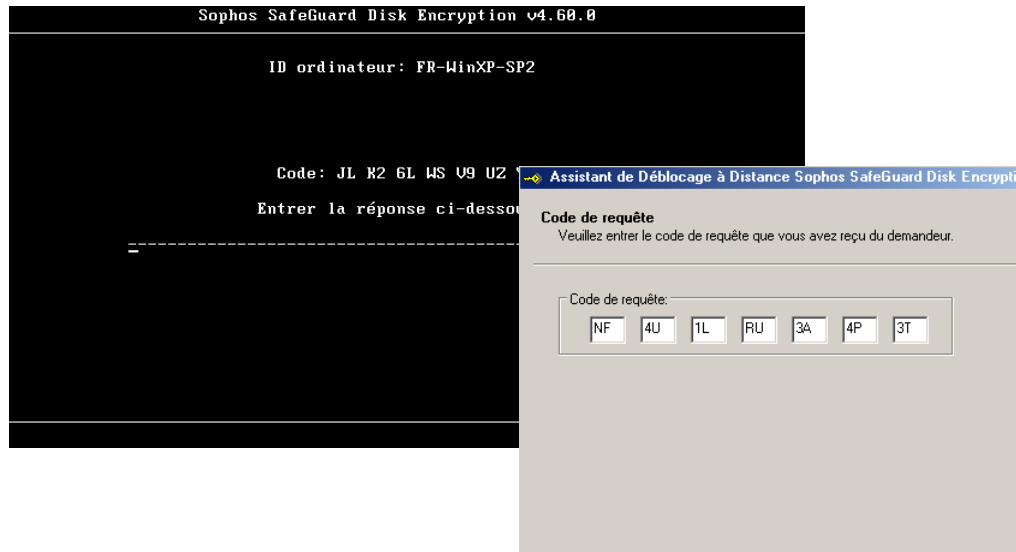 Sophos SafeGuard Disk Encryption v4.60.0
ID ordinateur: FR-WinXP-SP2
Code: JL K2 6L WS V9 UZ
Entrer la réponse ci-dessou
Assistant de Déblocage à Distance Sophos SafeGuard Disk Encrypti
Code de requête
Veuillez entrer le code de requête que vous avez reçu du demandeur.
Code de requête:
NF 4U 1L RU 3A 4P 3T